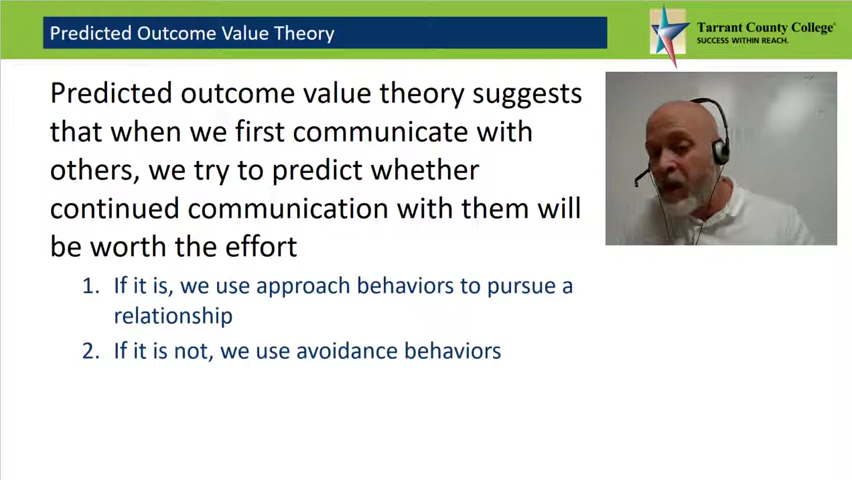 Predicted Outcome Value Theory
Tarrant County College®
SUCCESS WITHIN REACH.
Predicted outcome value theory suggests
that when we first communicate with
others, we try to predict whether
continued communication with them will
be worth the effort
1. If it is, we use approach behaviors to pursue a
relationship
2. If it is not, we use avoidance behaviors